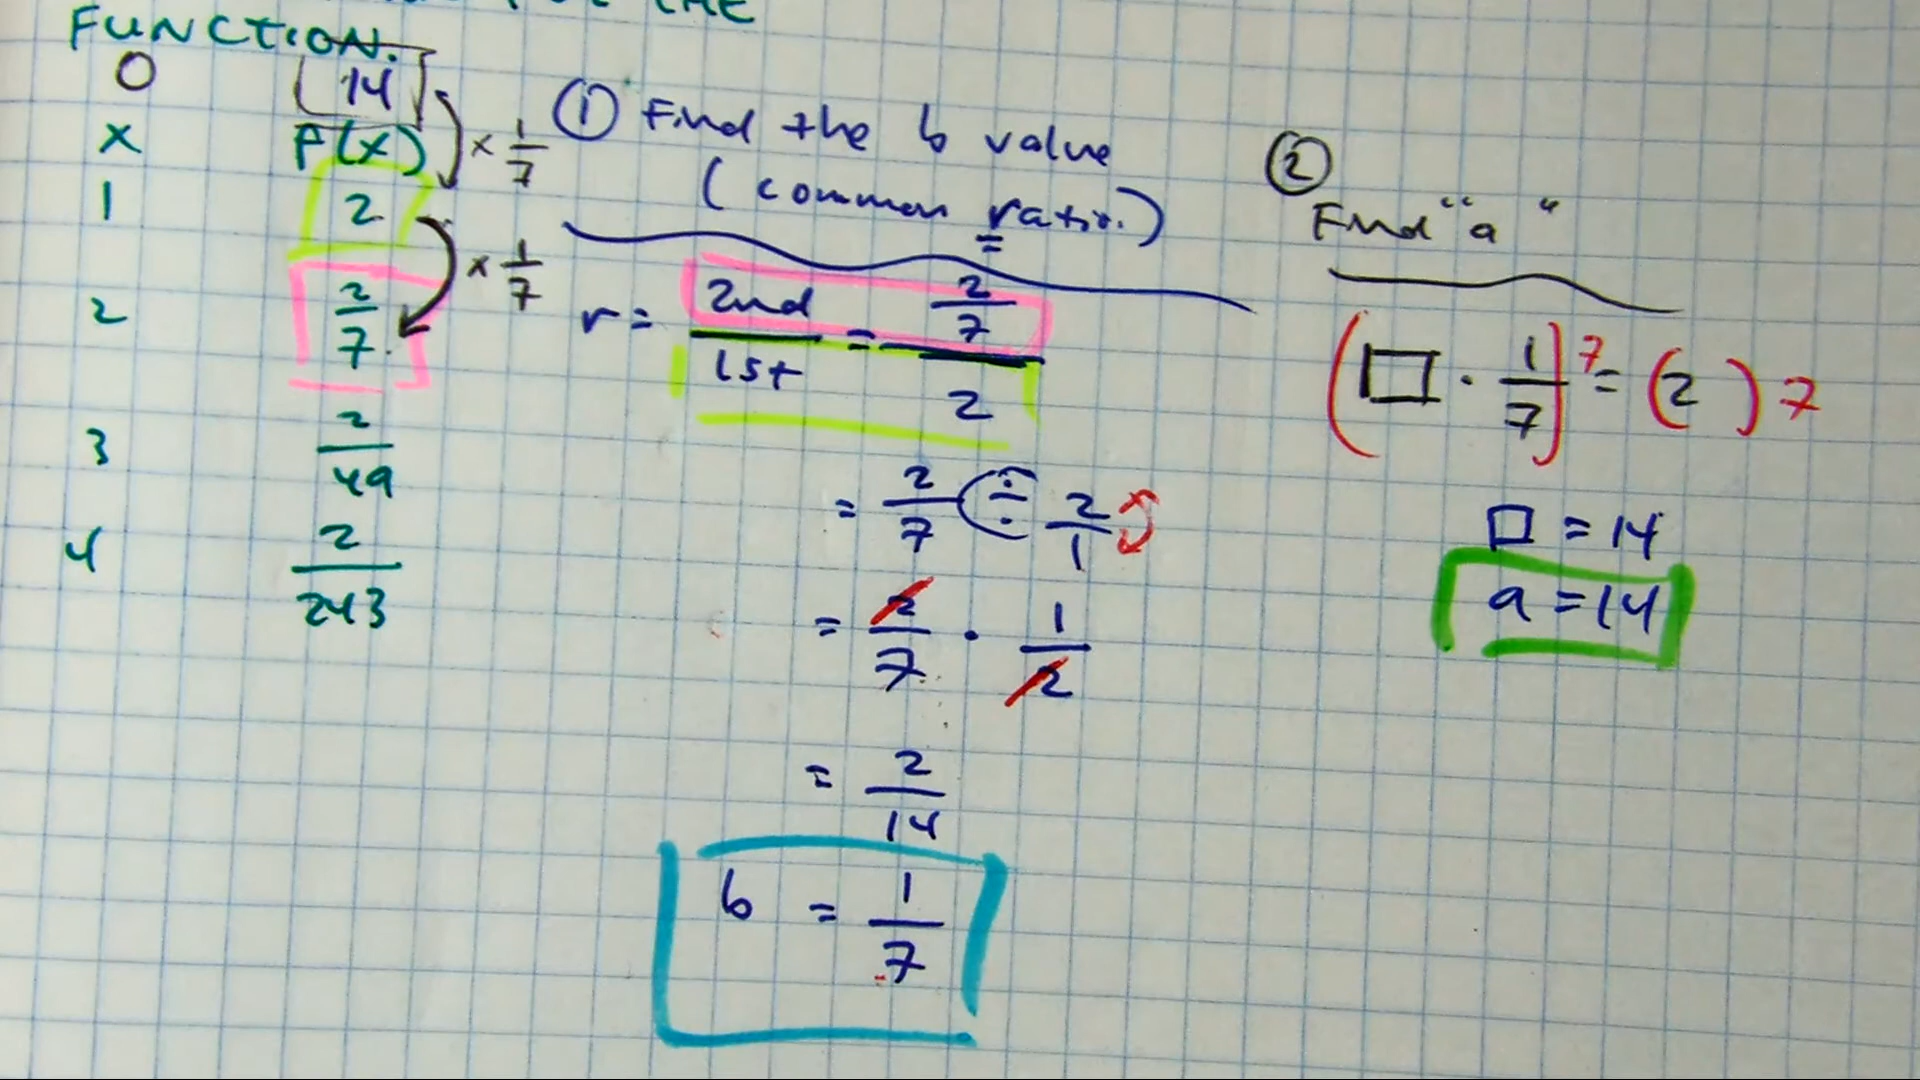 THE
FUNCTION.
0 14
x F(x) × 1/7
1 2
× 1/7
2 2/7
3 2/49
4 2/243
① Find the b value
(common ratio.)
r = 2nd/1st = 2/7 / 2
= 2/7 ÷ 2/1
= 2/7 · 1/2
= 2/14
b = 1/7
②
Find "a"
(□ · 1/7) 7 = (2) 7
□ = 14
a = 14